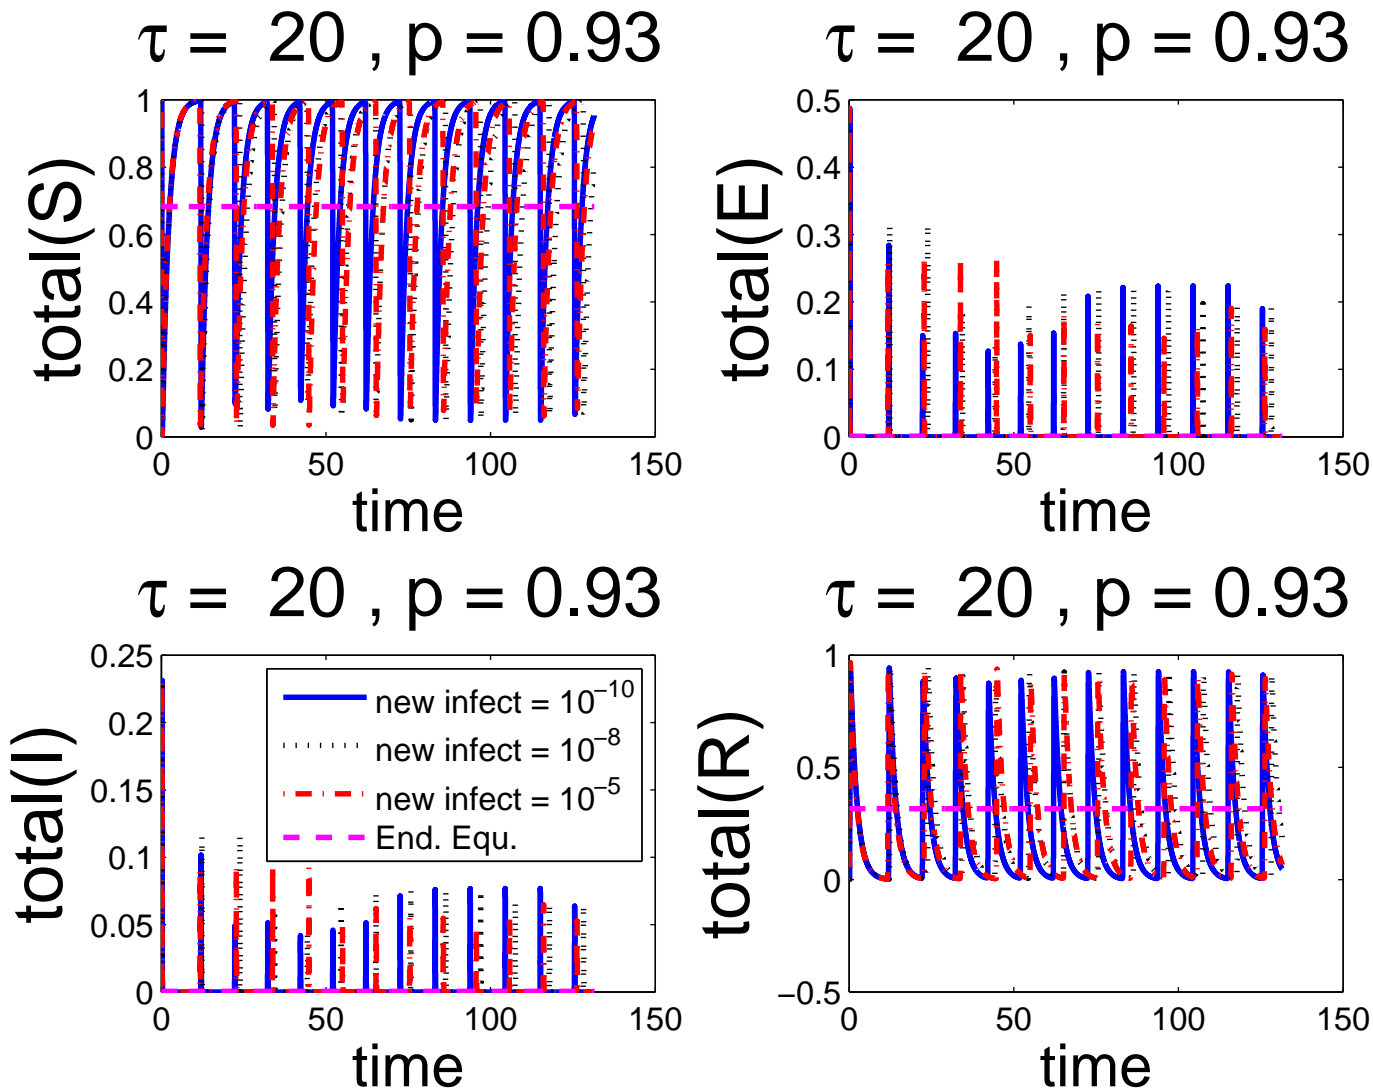 τ = 20 , p = 0.93
total(S)
1
0.8
0.6
0.4
0.2
0
0 50 100 150
time
τ = 20 , p = 0.93
total(E)
0.5
0.4
0.3
0.2
0.1
0
0 50 100 150
time
τ = 20 , p = 0.93
total(I)
0.25
0.2
0.15
0.1
0.05
0
0 50 100 150
time
new infect = 10⁻¹⁰
new infect = 10⁻⁸
new infect = 10⁻⁵
End. Equ.
τ = 20 , p = 0.93
total(R)
1
0.5
0
−0.5
0 50 100 150
time